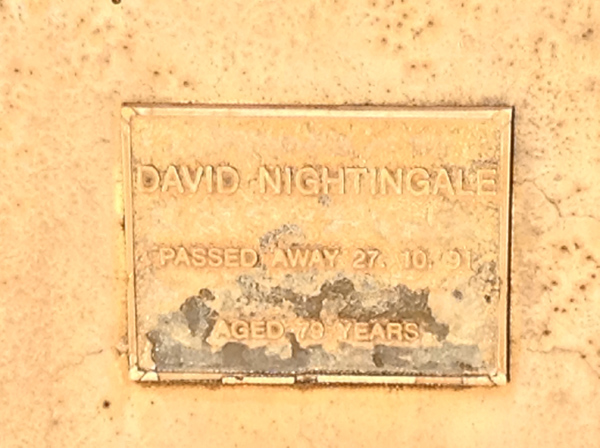 DAVID NIGHTINGALE
PASSED AWAY 27. 10. 91
AGED 79 YEARS